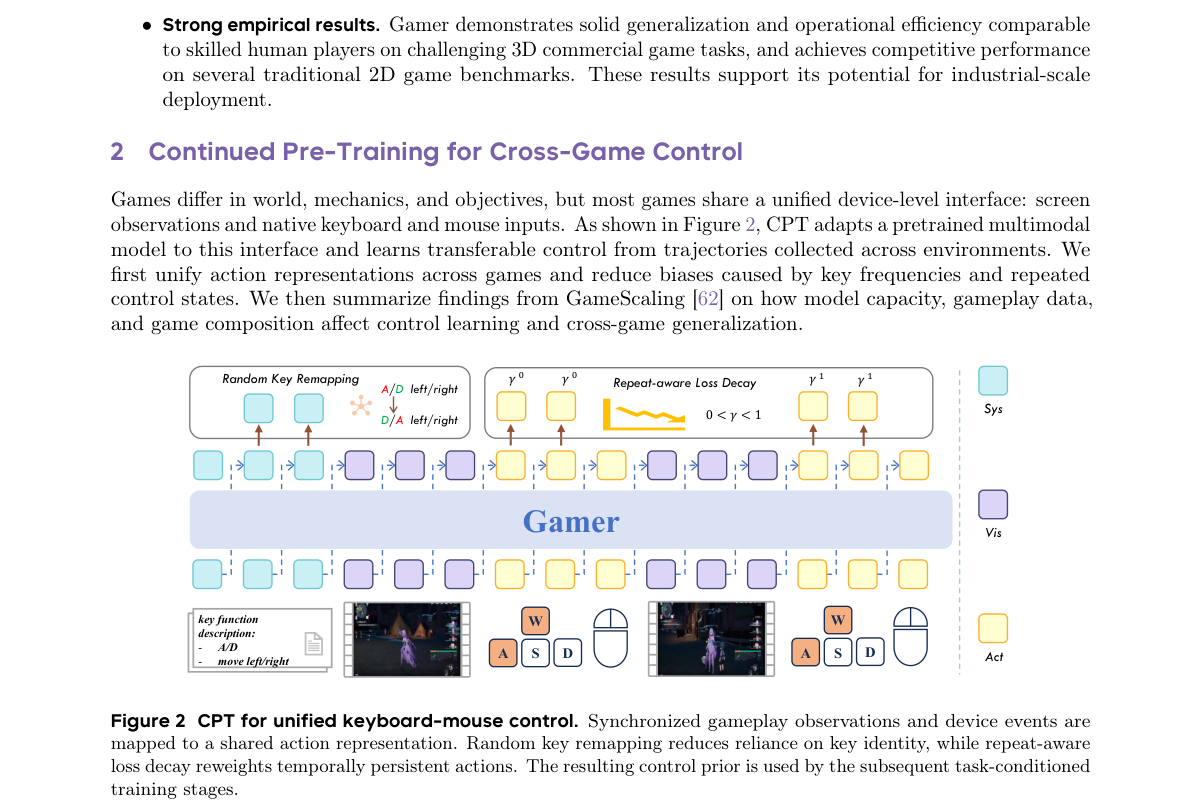 • Strong empirical results. Gamer demonstrates solid generalization and operational efficiency comparable
to skilled human players on challenging 3D commercial game tasks, and achieves competitive performance
on several traditional 2D game benchmarks. These results support its potential for industrial-scale
deployment.
2 Continued Pre-Training for Cross-Game Control
Games differ in world, mechanics, and objectives, but most games share a unified device-level interface: screen
observations and native keyboard and mouse inputs. As shown in Figure 2, CPT adapts a pretrained multimodal
model to this interface and learns transferable control from trajectories collected across environments. We
first unify action representations across games and reduce biases caused by key frequencies and repeated
control states. We then summarize findings from GameScaling [62] on how model capacity, gameplay data,
and game composition affect control learning and cross-game generalization.
Random Key Remapping
A/D left/right
D/A left/right
γ⁰ γ⁰
Repeat-aware Loss Decay
0 < γ < 1
γ¹ γ¹
Sys
Gamer
Vis
key function
description:
- A/D
- move left/right
W
A S D
W
A S D
Act
Figure 2 CPT for unified keyboard-mouse control. Synchronized gameplay observations and device events are
mapped to a shared action representation. Random key remapping reduces reliance on key identity, while repeat-aware
loss decay reweights temporally persistent actions. The resulting control prior is used by the subsequent task-conditioned
training stages.